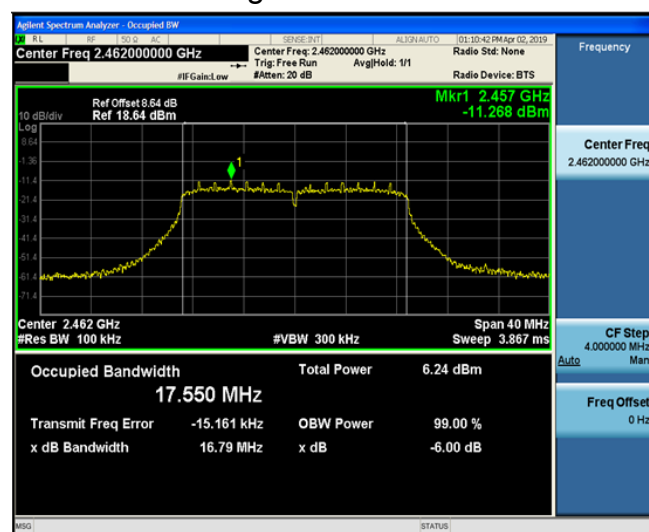 Agilent Spectrum Analyzer - Occupied BW
RL RF 50 Ω AC SENSE:INT ALIGN AUTO 01:10:42 PM Apr 02, 2019
Center Freq 2.462000000 GHz Center Freq: 2.462000000 GHz Radio Std: None Frequency
Trig: Free Run Avg|Hold: 1/1
#IFGain:Low #Atten: 20 dB Radio Device: BTS
Ref Offset 8.64 dB Mkr1 2.457 GHz
10 dB/div Ref 18.64 dBm -11.268 dBm
Log
8.64
-1.36
-11.4
-21.4
-31.4
-41.4
-51.4
-61.4
-71.4
1
Center Freq
2.462000000 GHz
Center 2.462 GHz Span 40 MHz
#Res BW 100 kHz #VBW 300 kHz Sweep 3.867 ms
CF Step
4.000000 MHz
Auto Man
Occupied Bandwidth Total Power 6.24 dBm
17.550 MHz
Transmit Freq Error -15.161 kHz OBW Power 99.00 %
x dB Bandwidth 16.79 MHz x dB -6.00 dB
Freq Offset
0 Hz
MSG STATUS